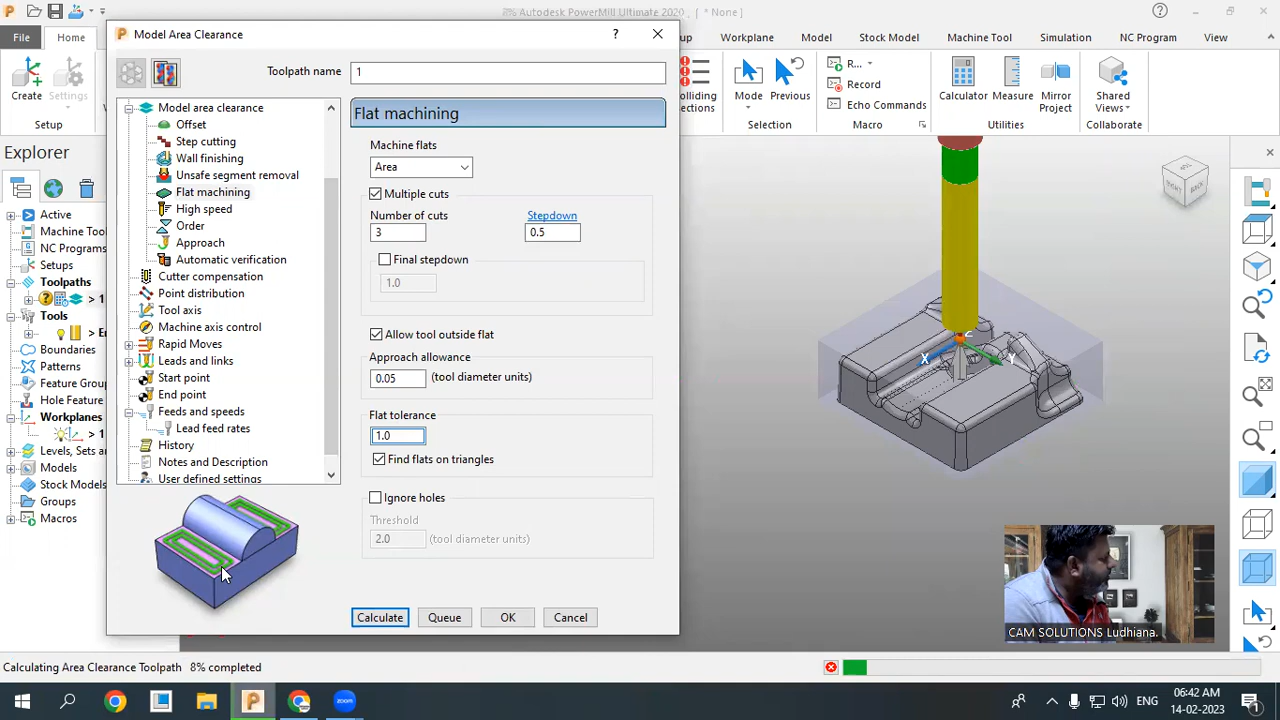 Autodesk PowerMill Ultimate 2020 , [ * None ]
Model Area Clearance
File
Home
Workplane
Model
Stock Model
Machine Tool
Simulation
NC Program
View
Create
Settings
Setup
Mode
Previous
Selection
R...
Record
Echo Commands
Macro
Calculator
Measure
Mirror
Project
Utilities
Shared
Views
Collaborate
Explorer
Active
Machine Tool
NC Programs
Setups
Toolpaths
> 1
Tools
Boundaries
Patterns
Feature Group
Hole Feature
Workplanes
> 1
Levels, Sets a
Models
Stock Models
Groups
Macros
Toolpath name
1
Model area clearance
Offset
Step cutting
Wall finishing
Unsafe segment removal
Flat machining
High speed
Order
Approach
Automatic verification
Cutter compensation
Point distribution
Tool axis
Machine axis control
Rapid Moves
Leads and links
Start point
End point
Feeds and speeds
Lead feed rates
History
Notes and Description
User defined settings
Flat machining
Machine flats
Area
Multiple cuts
Number of cuts
Stepdown
3
0.5
Final stepdown
1.0
Allow tool outside flat
Approach allowance
0.05
(tool diameter units)
Flat tolerance
1.0
Find flats on triangles
Ignore holes
Threshold
2.0
(tool diameter units)
Calculate
Queue
OK
Cancel
RIGHT
BACK
Z
X
Y
CAM SOLUTIONS Ludhiana.
Calculating Area Clearance Toolpath 8% completed
zoom
ENG
06:42 AM
14-02-2023
1